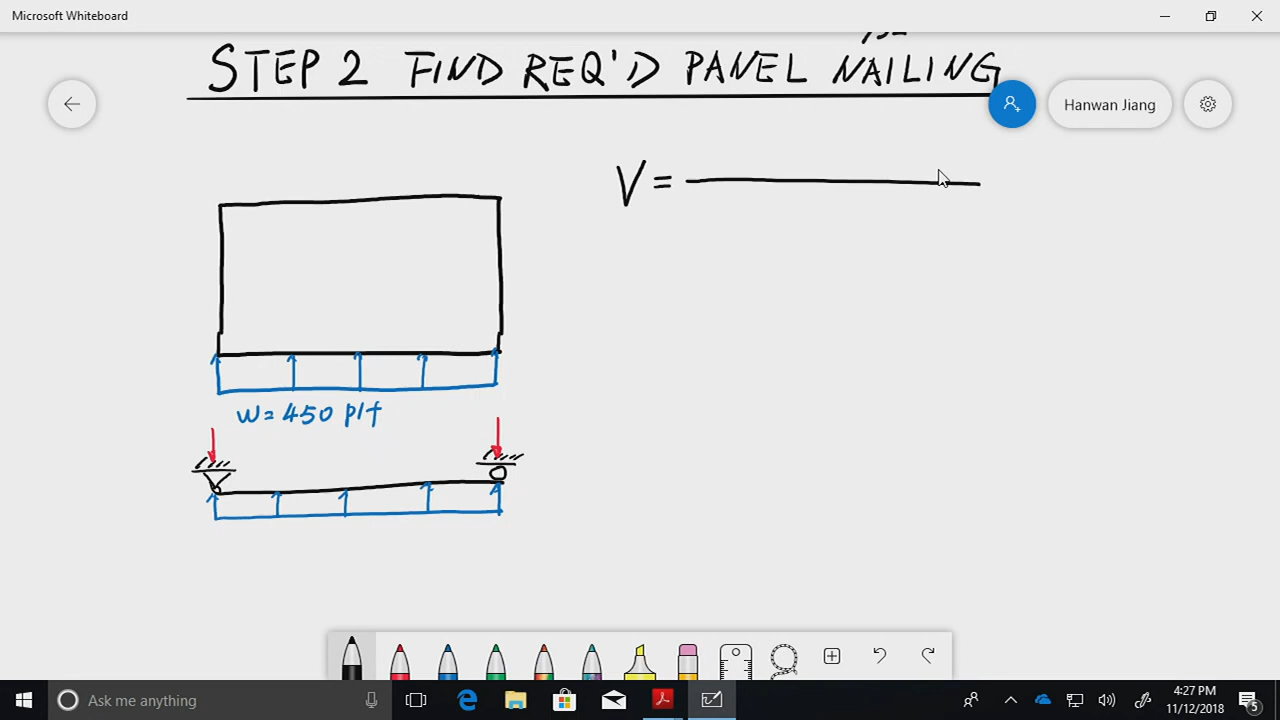 Microsoft Whiteboard
STEP 2 FIND REQ'D PANEL NAILING
Hanwan Jiang
V =
w = 450 plf
Ask me anything
4:27 PM
11/12/2018
5